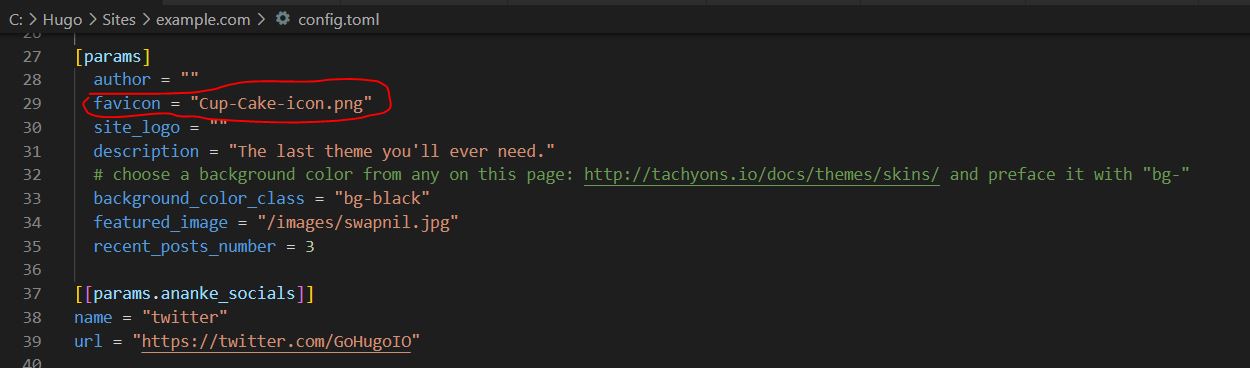 C: > Hugo > Sites > example.com > config.toml
26
27 [params]
28 author = ""
29 favicon = "Cup-Cake-icon.png"
30 site_logo = ""
31 description = "The last theme you'll ever need."
32 # choose a background color from any on this page: http://tachyons.io/docs/themes/skins/ and preface it with "bg-"
33 background_color_class = "bg-black"
34 featured_image = "/images/swapnil.jpg"
35 recent_posts_number = 3
36
37 [[params.ananke_socials]]
38 name = "twitter"
39 url = "https://twitter.com/GoHugoIO"
40